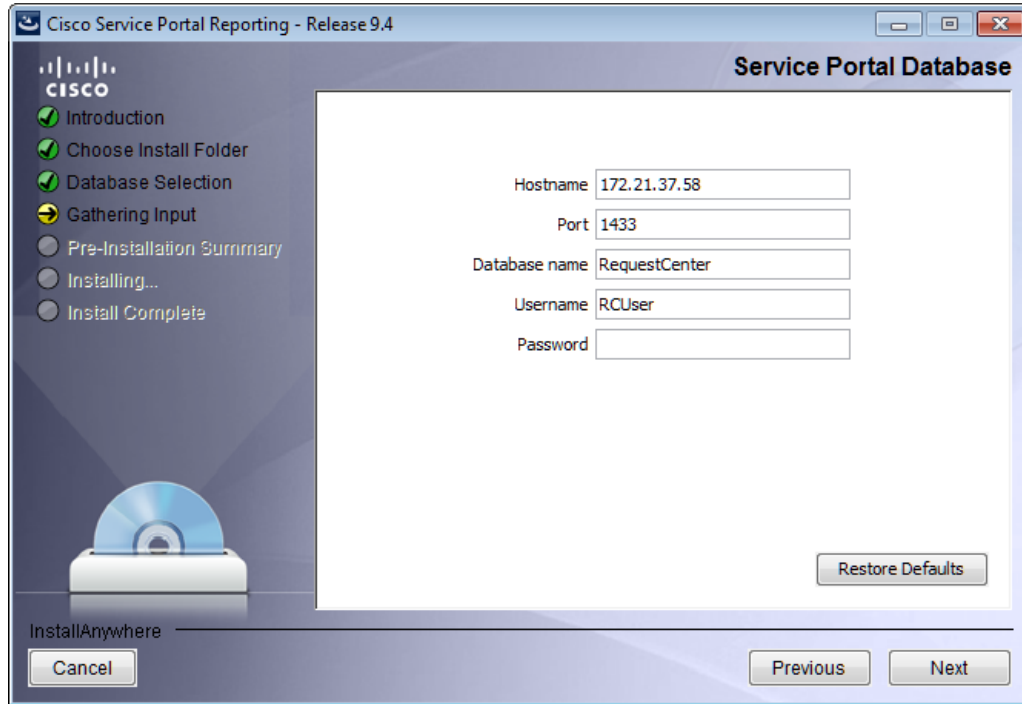 Cisco Service Portal Reporting - Release 9.4
CISCO
Service Portal Database
Introduction
Choose Install Folder
Database Selection
Gathering Input
Pre-Installation Summary
Installing...
Install Complete
Hostname 172.21.37.58
Port 1433
Database name RequestCenter
Username RCUser
Password
Restore Defaults
InstallAnywhere
Cancel
Previous
Next